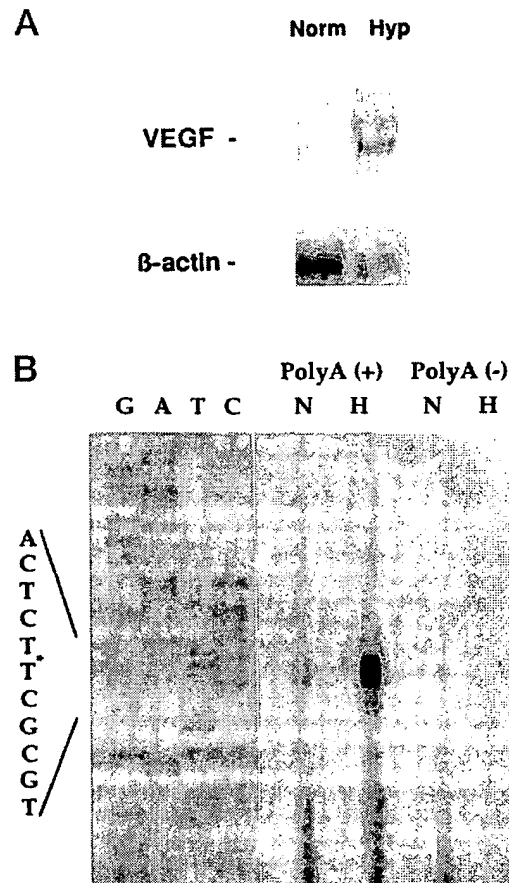 A
Norm Hyp
VEGF -
ß-actin -
B
PolyA (+) PolyA (-)
G A T C N H N H
A
C
T
C
T
T*
C
G
C
G
T